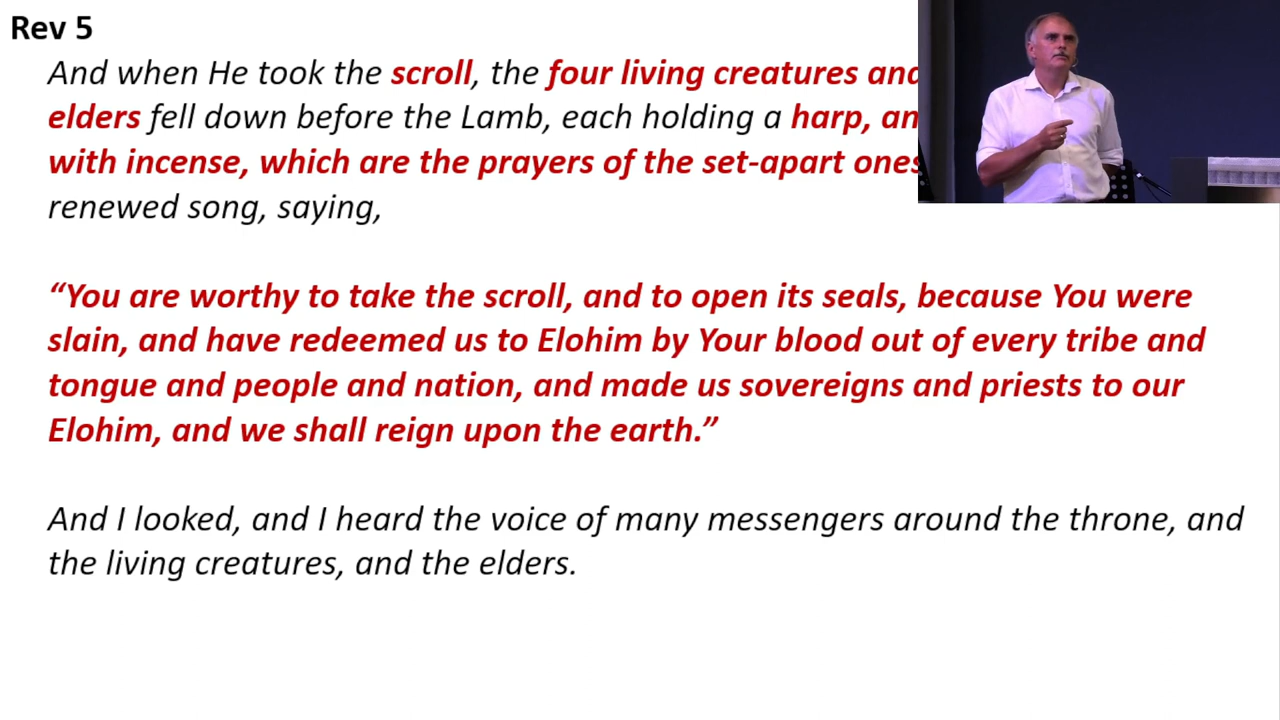 Rev 5
And when He took the scroll, the four living creatures and
elders fell down before the Lamb, each holding a harp,
with incense, which are the prayers of the set-apart ones
renewed song, saying,
“You are worthy to take the scroll, and to open its seals, because You were
slain, and have redeemed us to Elohim by Your blood out of every tribe and
tongue and people and nation, and made us sovereigns and priests to our
Elohim, and we shall reign upon the earth.”
And I looked, and I heard the voice of many messengers around the throne, and
the living creatures, and the elders.